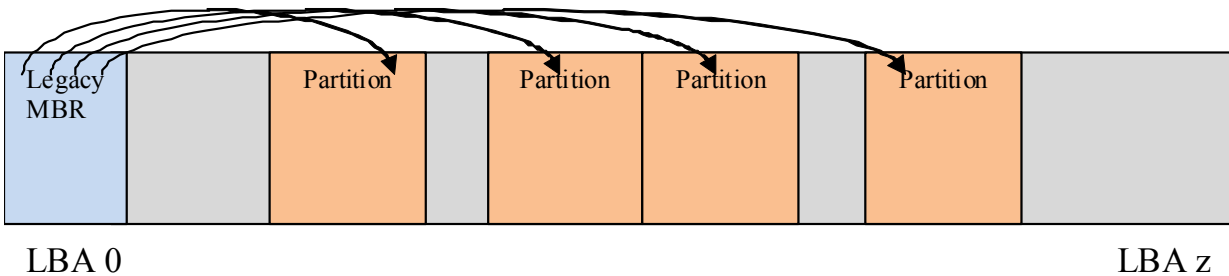 Legacy
MBR
Partition
Partition
Partition
Partition
LBA 0
LBA z